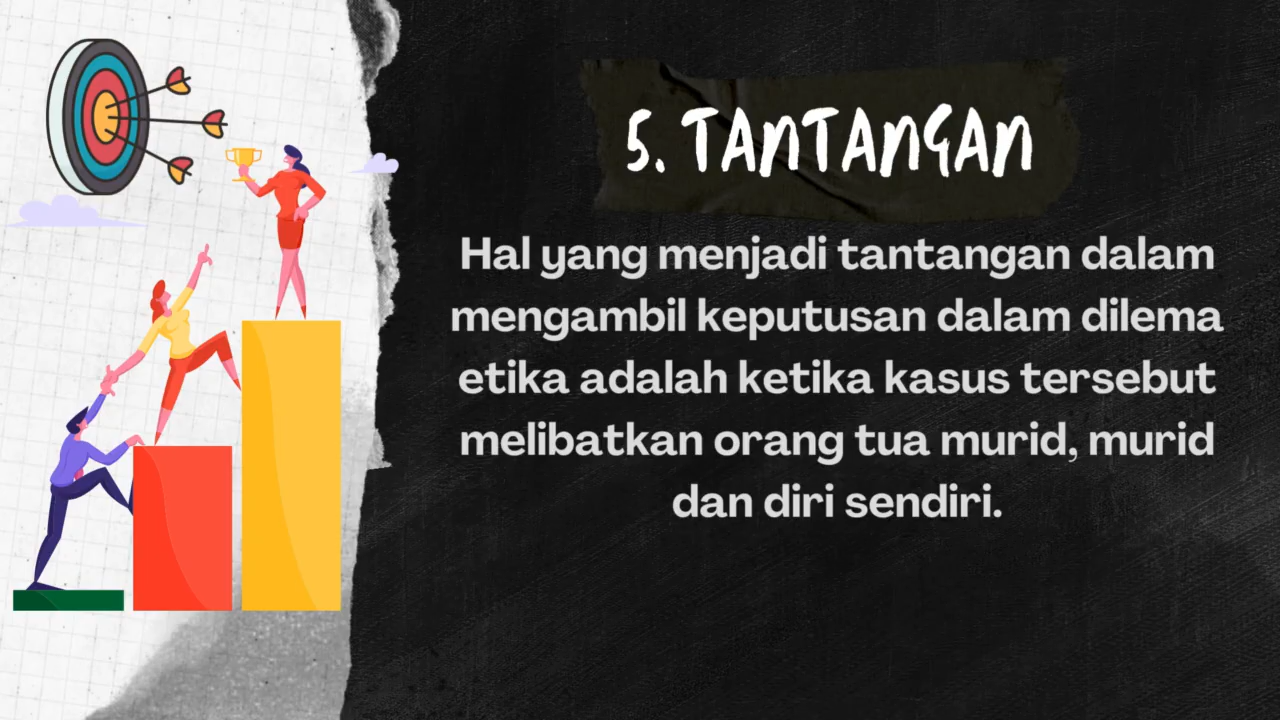 5. TANTANGAN
Hal yang menjadi tantangan dalam
mengambil keputusan dalam dilema
etika adalah ketika kasus tersebut
melibatkan orang tua murid, murid
dan diri sendiri.